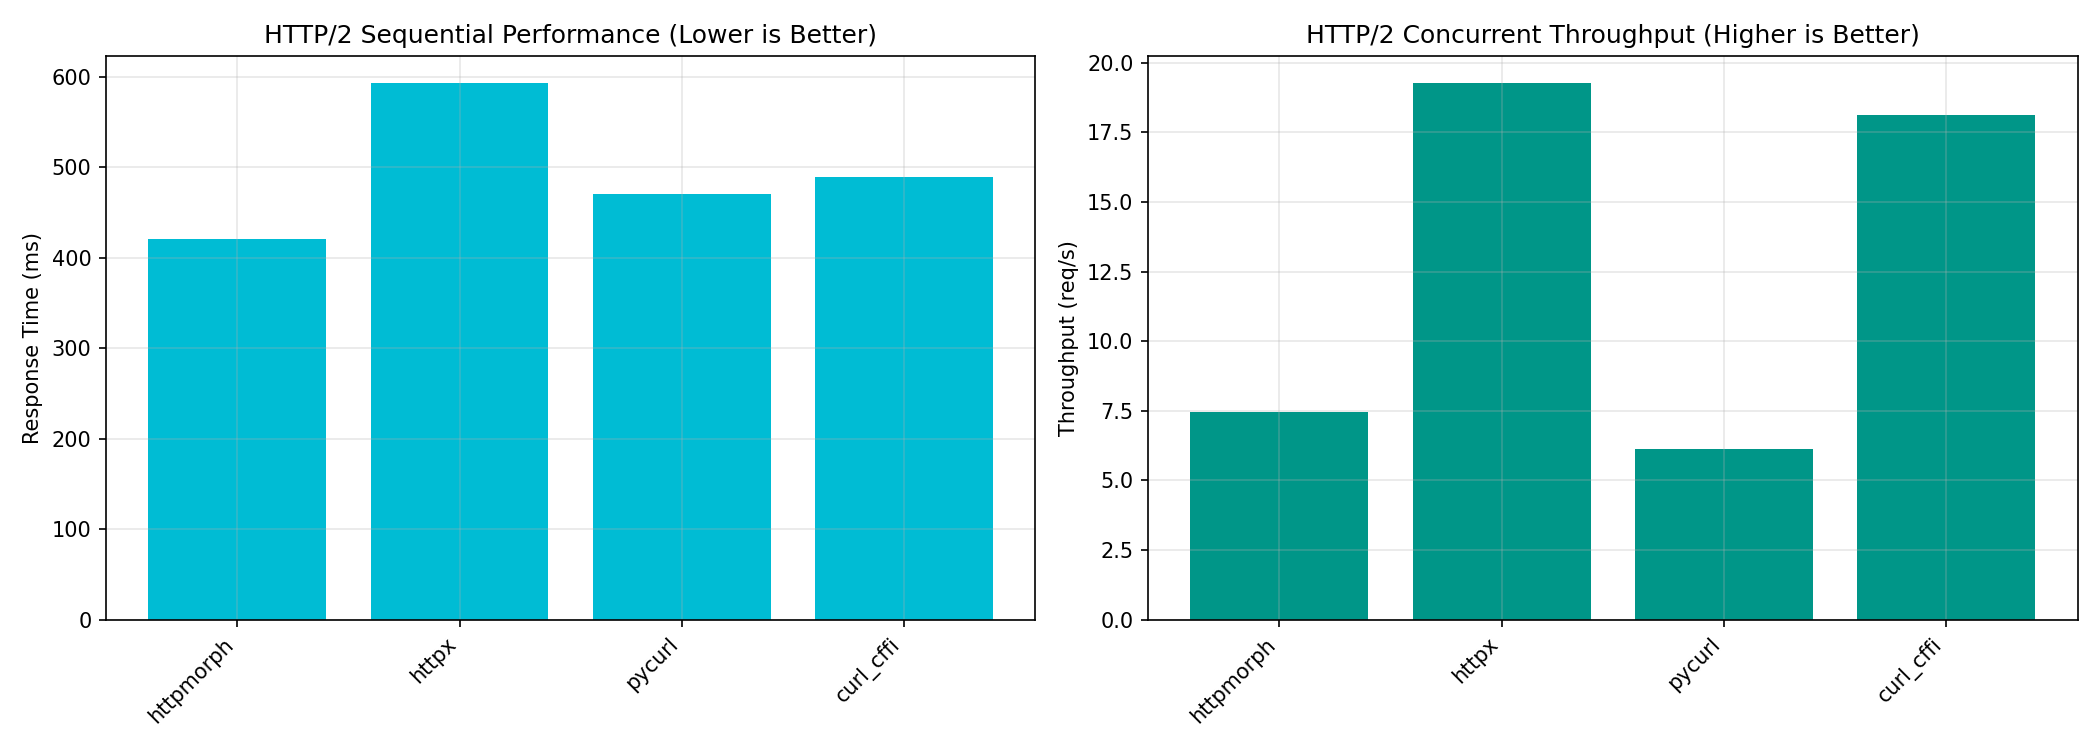 HTTP/2 Sequential Performance (Lower is Better)
Response Time (ms)
600
500
400
300
200
100
0
httpmorph
httpx
pycurl
curl_cffi
HTTP/2 Concurrent Throughput (Higher is Better)
Throughput (req/s)
20.0
17.5
15.0
12.5
10.0
7.5
5.0
2.5
0.0
httpmorph
httpx
pycurl
curl_cffi